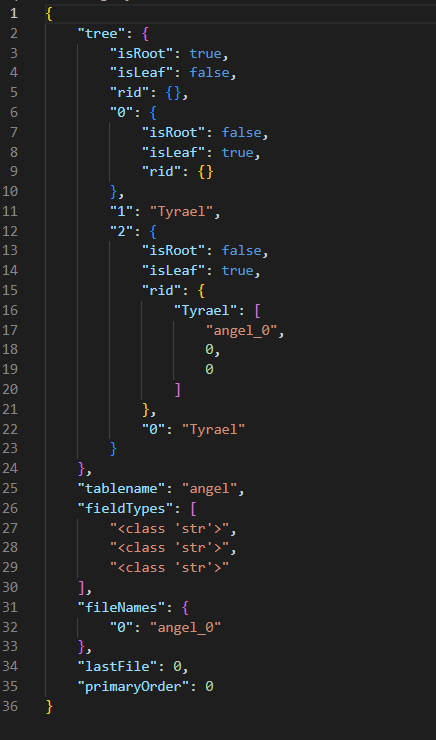 1 {
2     "tree": {
3         "isRoot": true,
4         "isLeaf": false,
5         "rid": {},
6         "0": {
7             "isRoot": false,
8             "isLeaf": true,
9             "rid": {}
10         },
11         "1": "Tyrael",
12         "2": {
13             "isRoot": false,
14             "isLeaf": true,
15             "rid": {
16                 "Tyrael": [
17                     "angel_0",
18                     0,
19                     0
20                 ]
21             },
22             "0": "Tyrael"
23         }
24     },
25     "tablename": "angel",
26     "fieldTypes": [
27         "<class 'str'>",
28         "<class 'str'>",
29         "<class 'str'>"
30     ],
31     "fileNames": {
32         "0": "angel_0"
33     },
34     "lastFile": 0,
35     "primaryOrder": 0
36 }